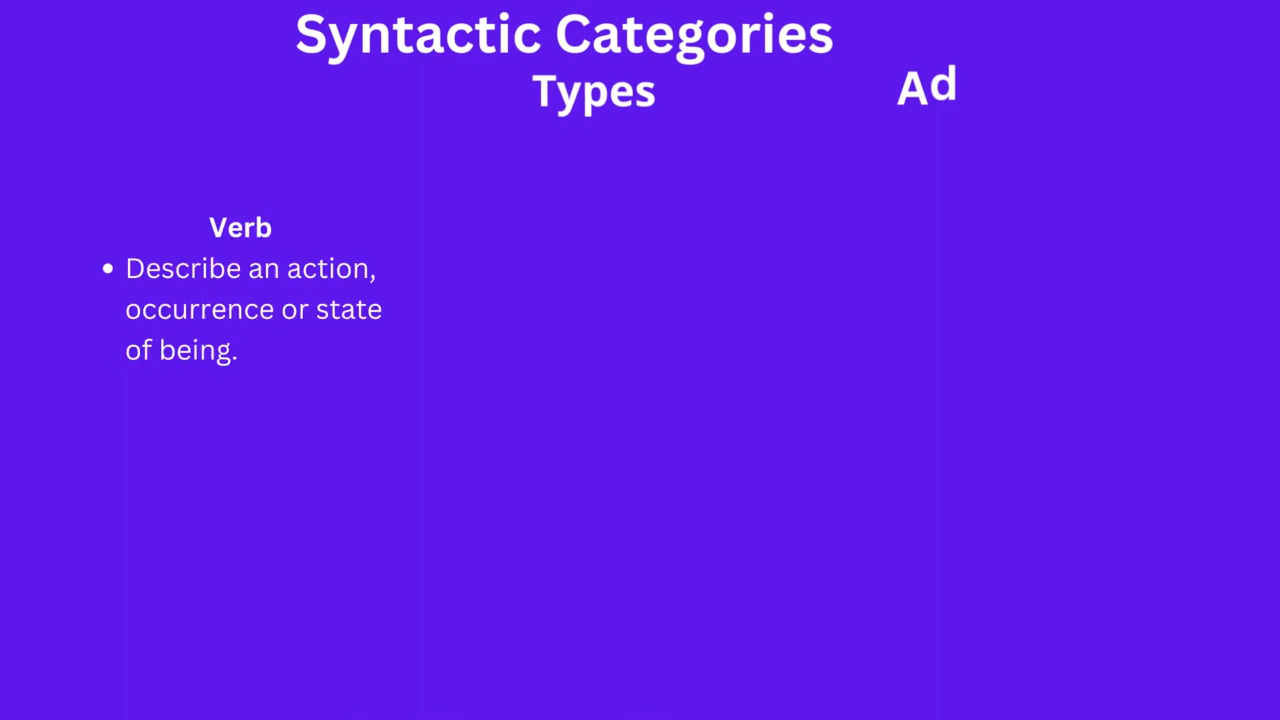 Syntactic Categories
Types
Ad
Verb
• Describe an action,
occurrence or state
of being.